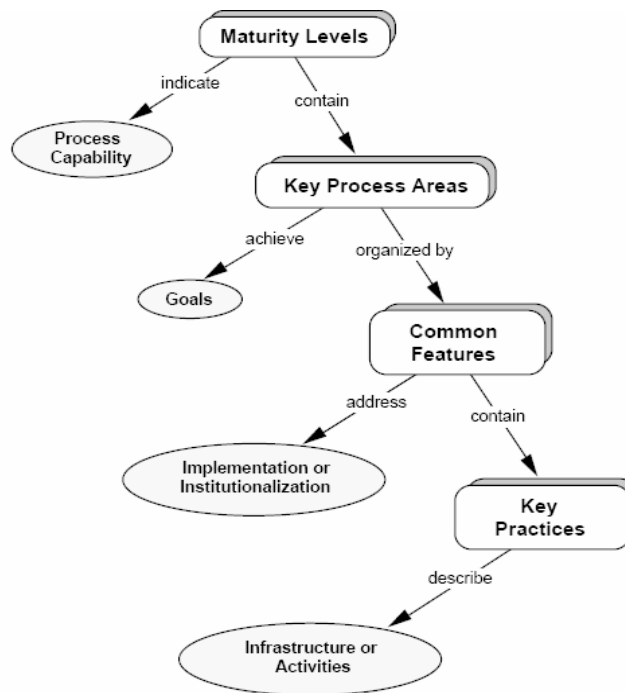 Maturity Levels
indicate
contain
Process
Capability
Key Process Areas
achieve
organized by
Goals
Common
Features
address
contain
Implementation or
Institutionalization
Key
Practices
describe
Infrastructure or
Activities